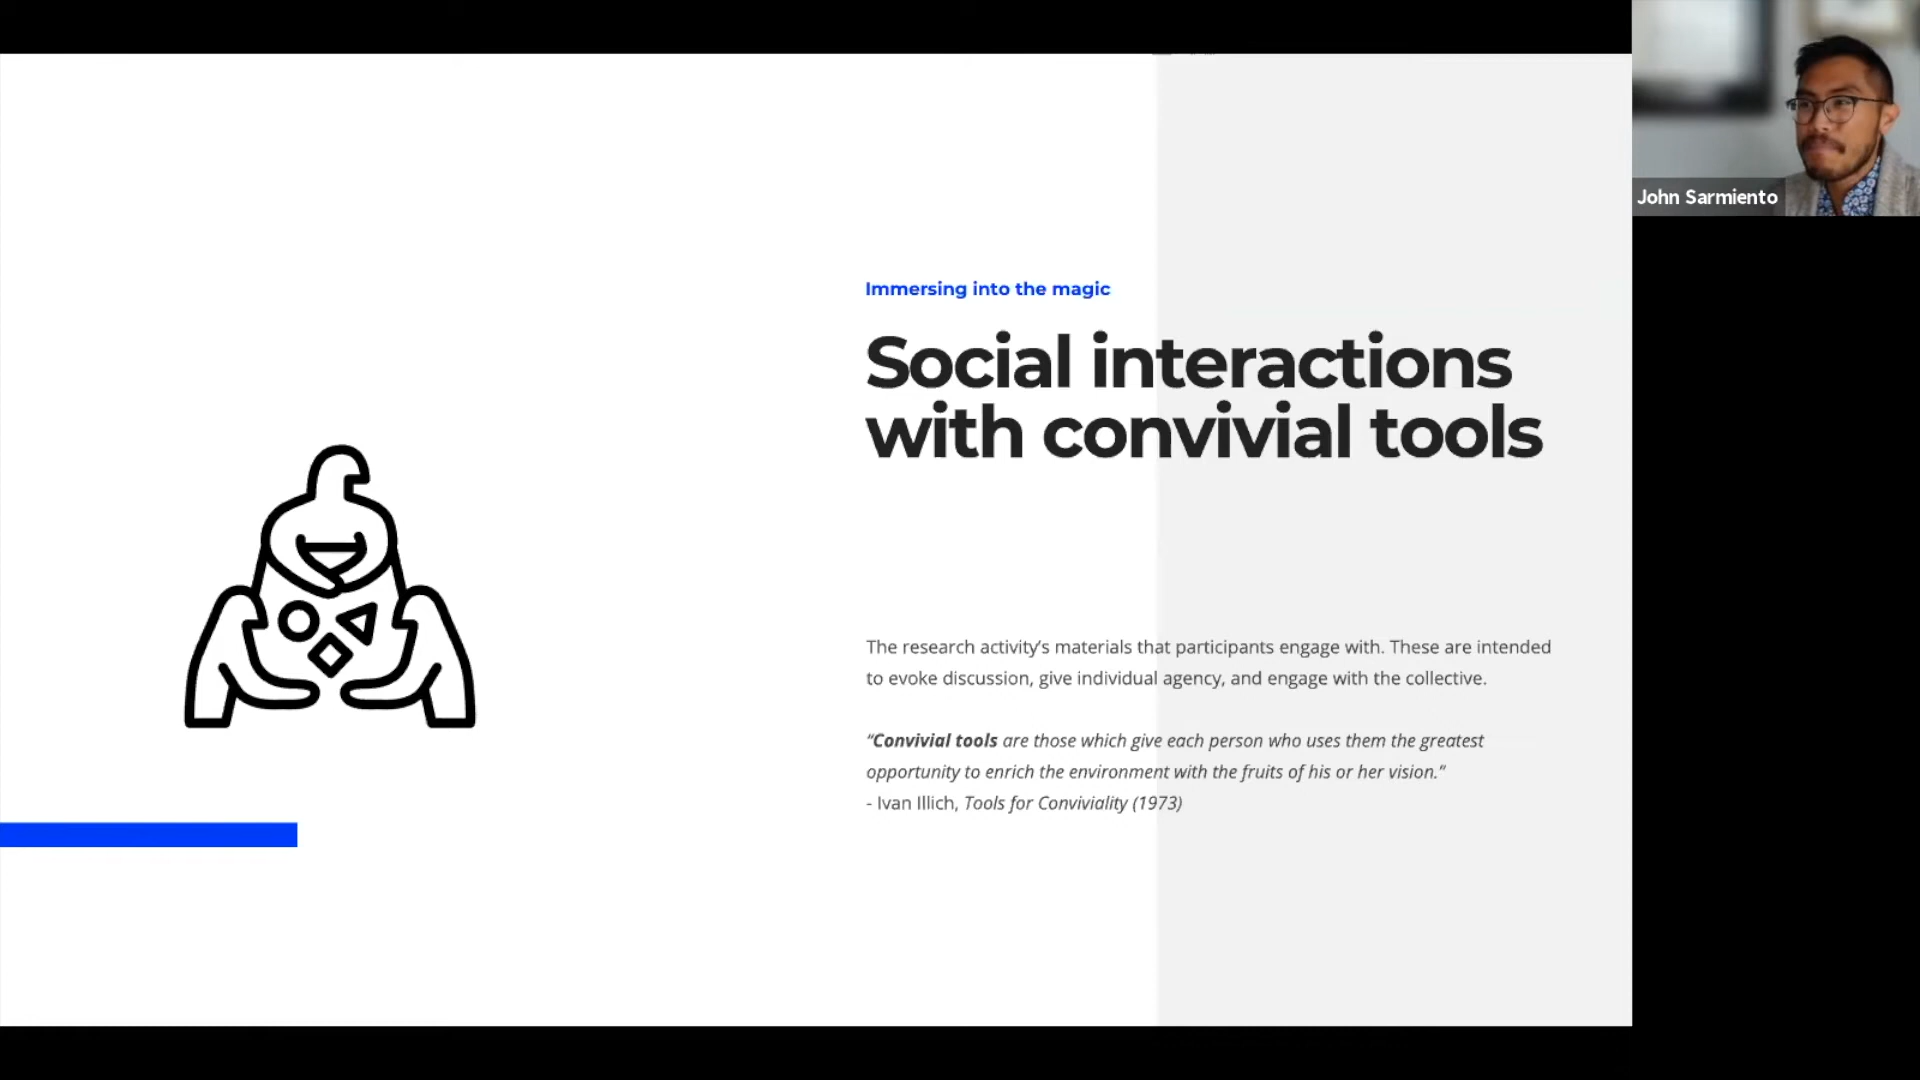 Immersing into the magic
Social interactions
with convivial tools
The research activity’s materials that participants engage with. These are intended
to evoke discussion, give individual agency, and engage with the collective.
“Convivial tools are those which give each person who uses them the greatest
opportunity to enrich the environment with the fruits of his or her vision.”
- Ivan Illich, Tools for Conviviality (1973)
John Sarmiento